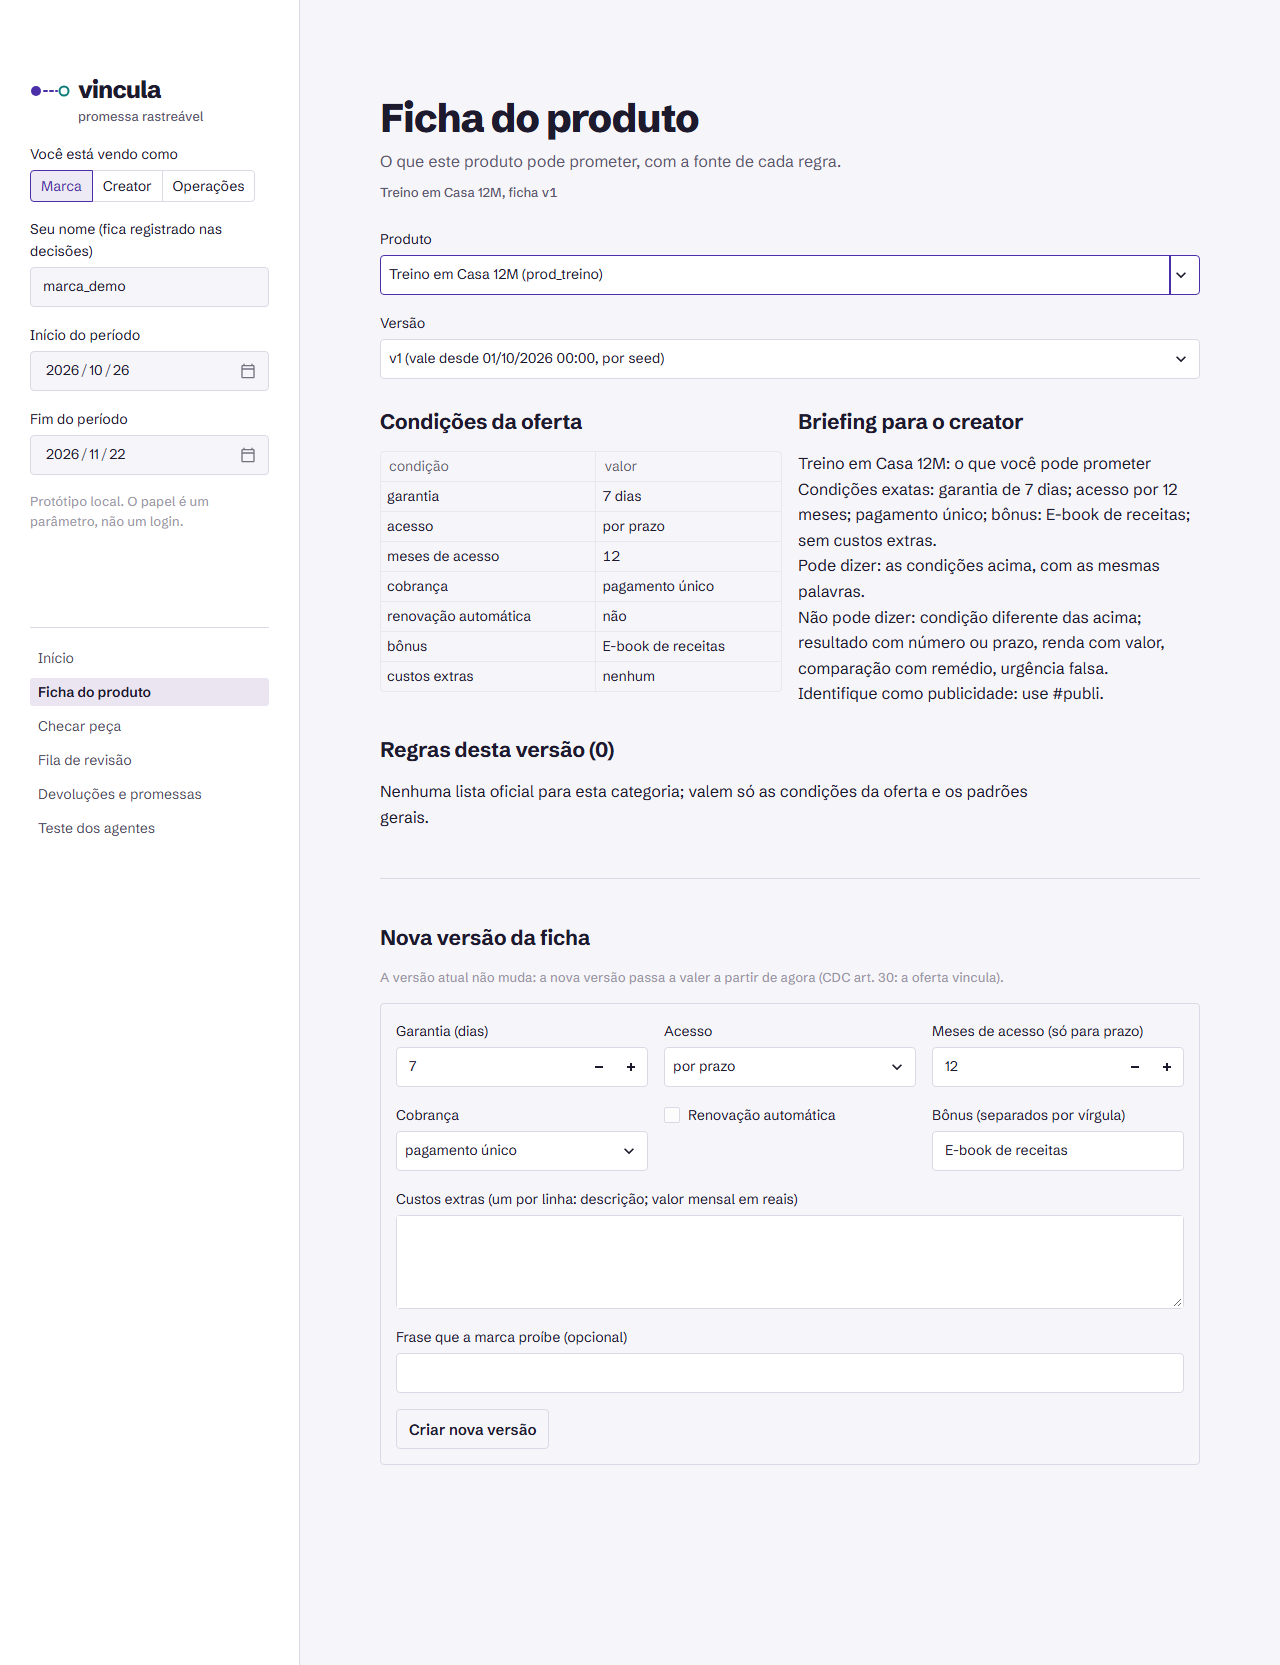 vincula
promessa rastreável
Você está vendo como
Marca
Creator
Operações
Seu nome (fica registrado nas
decisões)
marca_demo
Início do período
2026/10/26
Fim do período
2026/11/22
Protótipo local. O papel é um
parâmetro, não um login.
Início
Ficha do produto
Checar peça
Fila de revisão
Devoluções e promessas
Teste dos agentes
Ficha do produto
O que este produto pode prometer, com a fonte de cada regra.
Treino em Casa 12M, ficha v1
Produto
Treino em Casa 12M (prod_treino)
Versão
v1 (vale desde 01/10/2026 00:00, por seed)
Condições da oferta
condição valor
garantia 7 dias
acesso por prazo
meses de acesso 12
cobrança pagamento único
renovação automática não
bônus E-book de receitas
custos extras nenhum
Briefing para o creator
Treino em Casa 12M: o que você pode prometer
Condições exatas: garantia de 7 dias; acesso por 12
meses; pagamento único; bônus: E-book de receitas;
sem custos extras.
Pode dizer: as condições acima, com as mesmas
palavras.
Não pode dizer: condição diferente das acima;
resultado com número ou prazo, renda com valor,
comparação com remédio, urgência falsa.
Identifique como publicidade: use #publi.
Regras desta versão (0)
Nenhuma lista oficial para esta categoria; valem só as condições da oferta e os padrões
gerais.
Nova versão da ficha
A versão atual não muda: a nova versão passa a valer a partir de agora (CDC art. 30: a oferta vincula).
Garantia (dias)
7
Acesso
por prazo
Meses de acesso (só para prazo)
12
Cobrança
pagamento único
Renovação automática
Bônus (separados por vírgula)
E-book de receitas
Custos extras (um por linha: descrição; valor mensal em reais)
Frase que a marca proíbe (opcional)
Criar nova versão